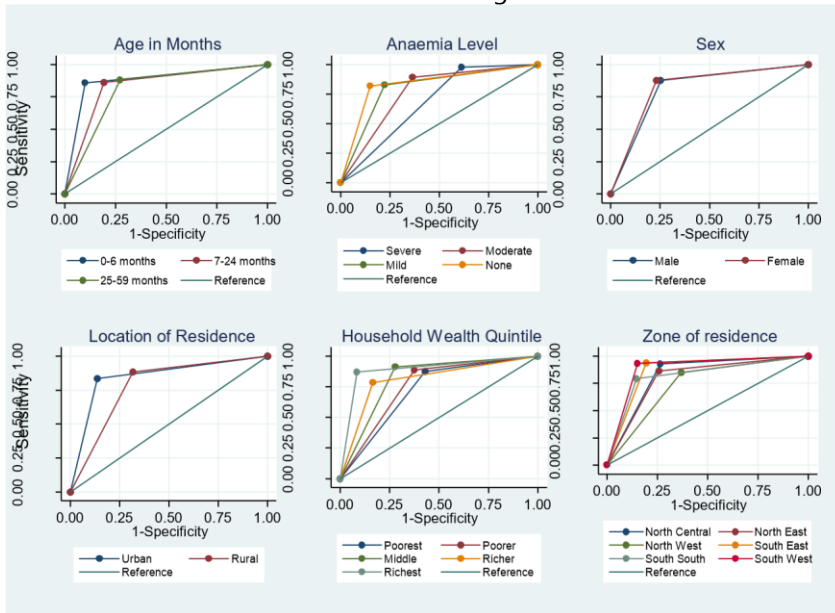 Age in Months
Sensitivity
0.00 0.25 0.50 0.75 1.00
0.00 0.25 0.50 0.75 1.00
1-Specificity
0-6 months 7-24 months
25-59 months Reference
Anaemia Level
0.00 0.25 0.50 0.75 1.00
0.00 0.25 0.50 0.75 1.00
1-Specificity
Severe Moderate
Mild None
Reference
Sex
0.00 0.25 0.50 0.75 1.00
0.00 0.25 0.50 0.75 1.00
1-Specificity
Male Female
Reference
Location of Residence
Sensitivity
0.00 0.25 0.50 0.75 1.00
0.00 0.25 0.50 0.75 1.00
1-Specificity
Urban Rural
Reference
Household Wealth Quintile
0.00 0.25 0.50 0.75 1.00
0.00 0.25 0.50 0.75 1.00
1-Specificity
Poorest Poorer
Middle Richer
Richest Reference
Zone of residence
0.00 0.25 0.50 0.75 1.00
0.00 0.25 0.50 0.75 1.00
1-Specificity
North Central North East
North West South East
South South South West
Reference